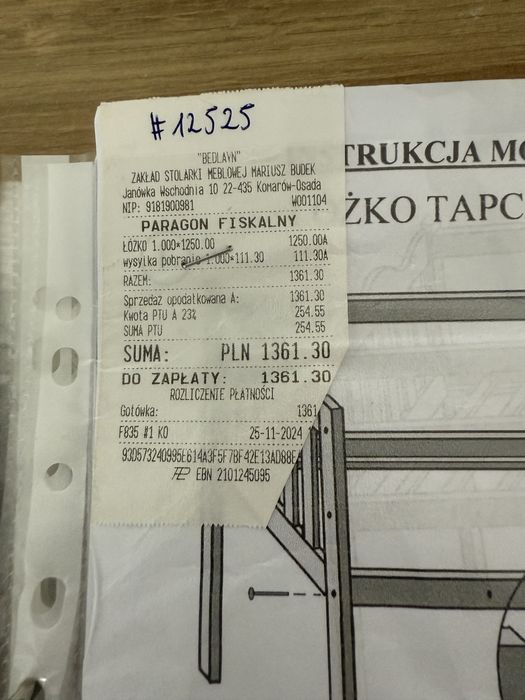 #12525
"BEDLAYN"
ZAKŁAD STOLARKI MEBLOWEJ MARIUSZ BUDEK
Janówka Wschodnia 10 22-435 Komarów-Osada
NIP: 9181900981 W001104
PARAGON FISKALNY
ŁÓŻKO 1.000*1250.00 1250.00A
wysyłka pobranie 1.000*111.30 111.30A
RAZEM: 1361.30
Sprzedaż opodatkowana A: 1361.30
Kwota PTU A 23% 254.55
SUMA PTU 254.55
SUMA: PLN 1361.30
DO ZAPŁATY: 1361.30
ROZLICZENIE PŁATNOŚCI
Gotówka: 1361
F835 #1 KO 25-11-2024
93D573240995E614A3F5F7BF42E13AD88E
EBN 2101245095
TRUKCJA MO
ŻKO TAPC